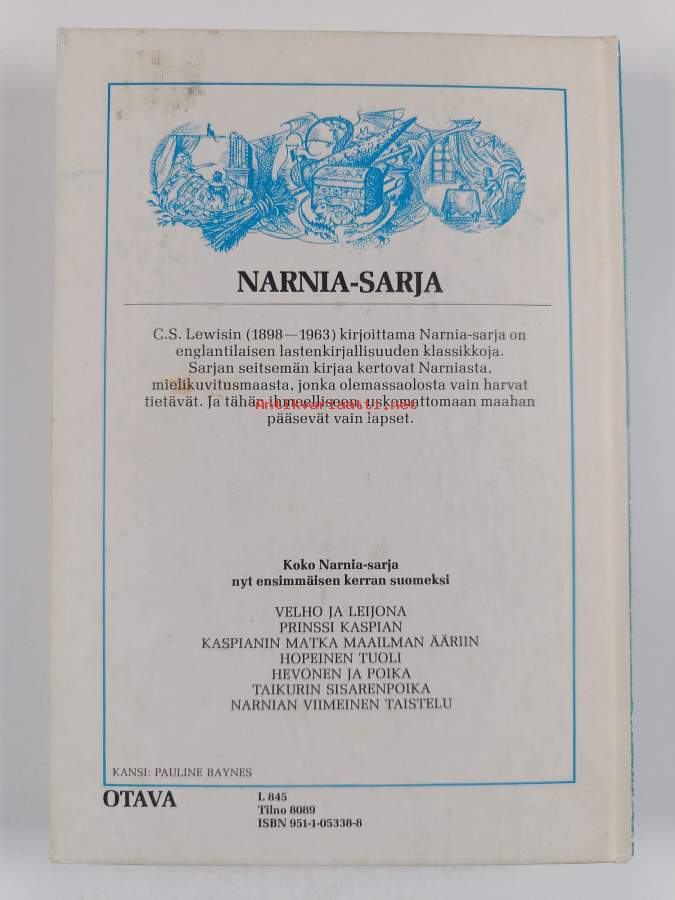 NARNIA-SARJA
C.S. Lewisin (1898—1963) kirjoittama Narnia-sarja on
englantilaisen lastenkirjallisuuden klassikkoja.
Sarjan seitsemän kirjaa kertovat Narniasta,
mielikuvitusmaasta, jonka olemassaolosta vain harvat
tietävät. Ja tähän ihmeelliseen uskomattomaan maahan
Antikvariaatti.net
pääsevät vain lapset.
Koko Narnia-sarja
nyt ensimmäisen kerran suomeksi
VELHO JA LEIJONA
PRINSSI KASPIAN
KASPIANIN MATKA MAAILMAN ÄÄRIIN
HOPEINEN TUOLI
HEVONEN JA POIKA
TAIKURIN SISARENPOIKA
NARNIAN VIIMEINEN TAISTELU
KANSI: PAULINE BAYNES
OTAVA
L 845
Tilno 8089
ISBN 951-1-05338-8